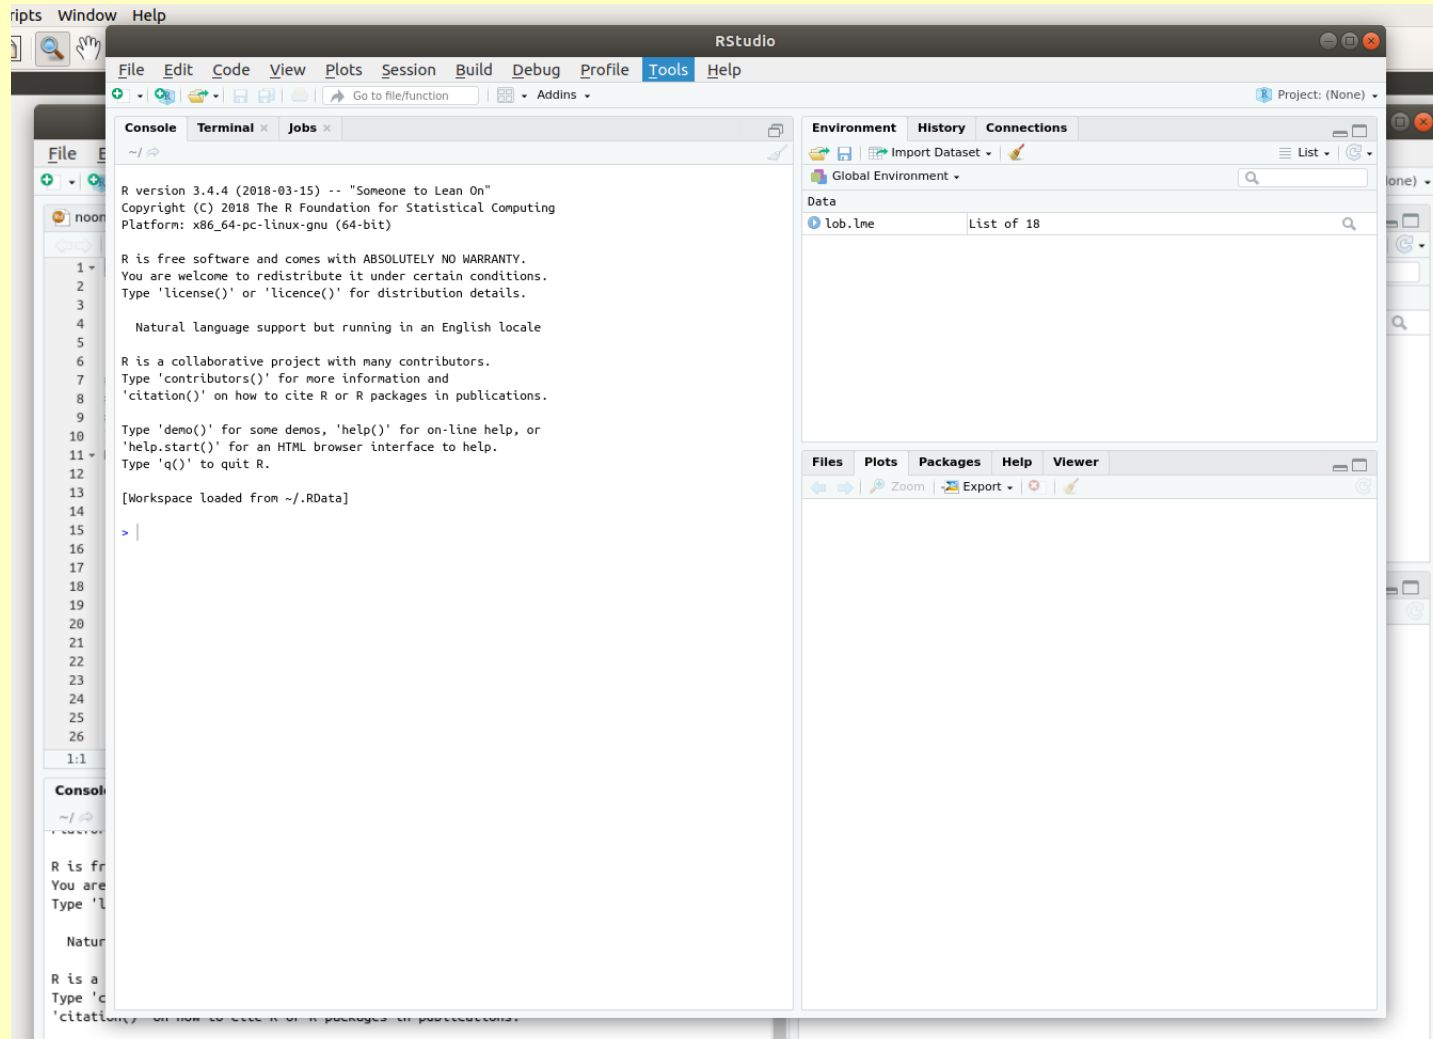 ripts Window Help
RStudio
File Edit Code View Plots Session Build Debug Profile Tools Help
Go to file/function Addins Project: (None)
Console Terminal Jobs
~/
R version 3.4.4 (2018-03-15) -- "Someone to Lean On"
Copyright (C) 2018 The R Foundation for Statistical Computing
Platform: x86_64-pc-linux-gnu (64-bit)
R is free software and comes with ABSOLUTELY NO WARRANTY.
You are welcome to redistribute it under certain conditions.
Type 'license()' or 'licence()' for distribution details.
Natural language support but running in an English locale
R is a collaborative project with many contributors.
Type 'contributors()' for more information and
'citation()' on how to cite R or R packages in publications.
Type 'demo()' for some demos, 'help()' for on-line help, or
'help.start()' for an HTML browser interface to help.
Type 'q()' to quit R.
[Workspace loaded from ~/.RData]
>
Environment History Connections
Import Dataset List
Global Environment
Data
lob.lme List of 18
Files Plots Packages Help Viewer
Zoom Export
File E
lone)
noon
1
2
3
4
5
6
7
8
9
10
11
12
13
14
15
16
17
18
19
20
21
22
23
24
25
26
1:1
Consol
~/
R is fr
You are
Type 'l
Natur
R is a
Type 'c
'citation()' on how to cite R or R packages in publications.